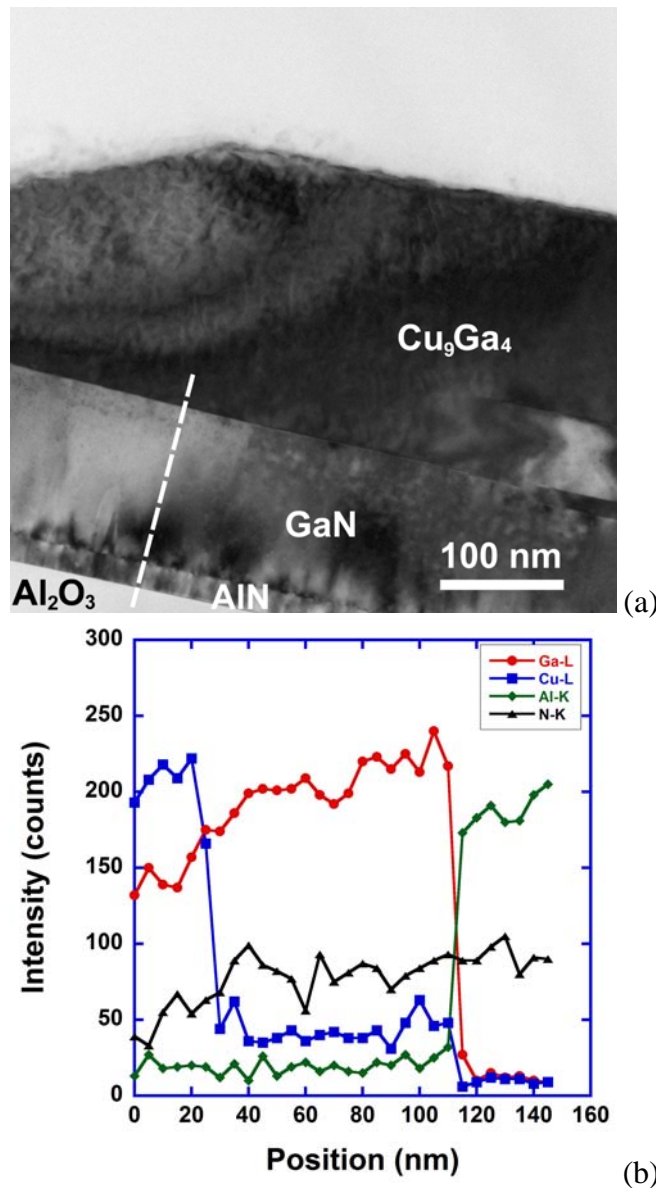 Cu₉Ga₄
GaN
100 nm
Al₂O₃
AlN
(a)
300
250
200
150
100
50
0
Intensity (counts)
Ga-L
Cu-L
Al-K
N-K
0 20 40 60 80 100 120 140 160
Position (nm)
(b)